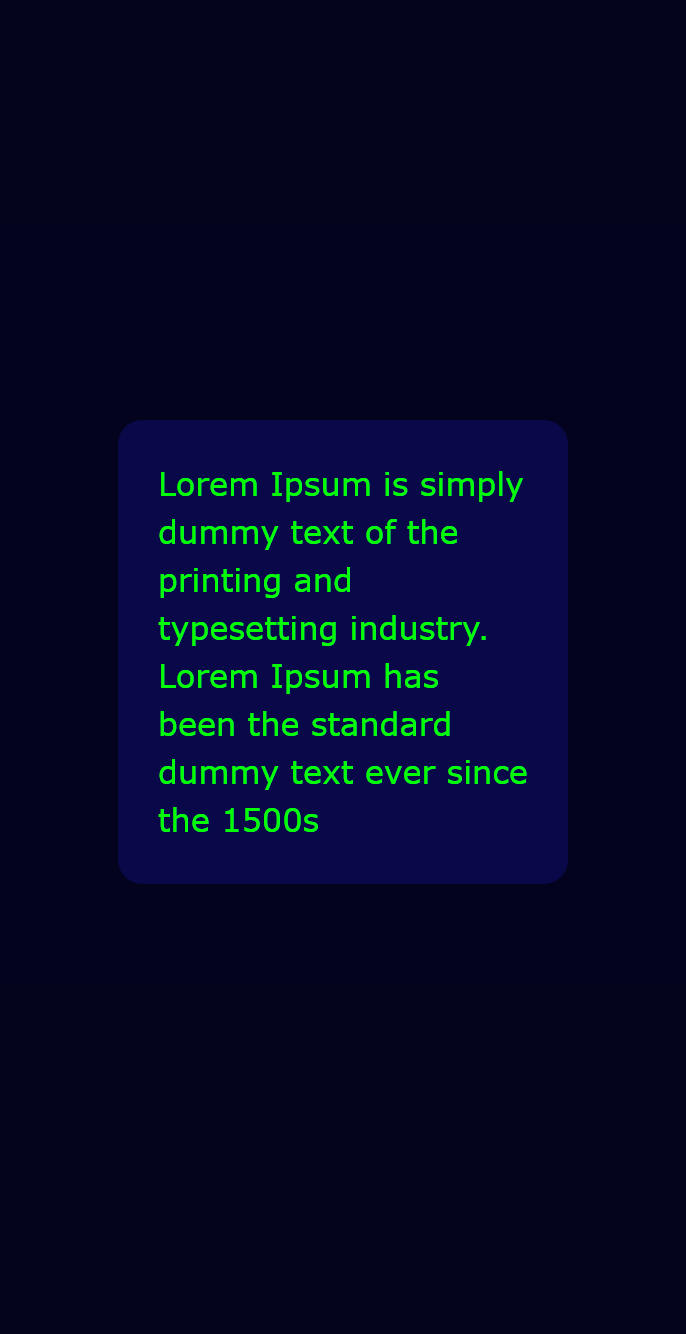 Lorem Ipsum is simply
dummy text of the
printing and
typesetting industry.
Lorem Ipsum has
been the standard
dummy text ever since
the 1500s